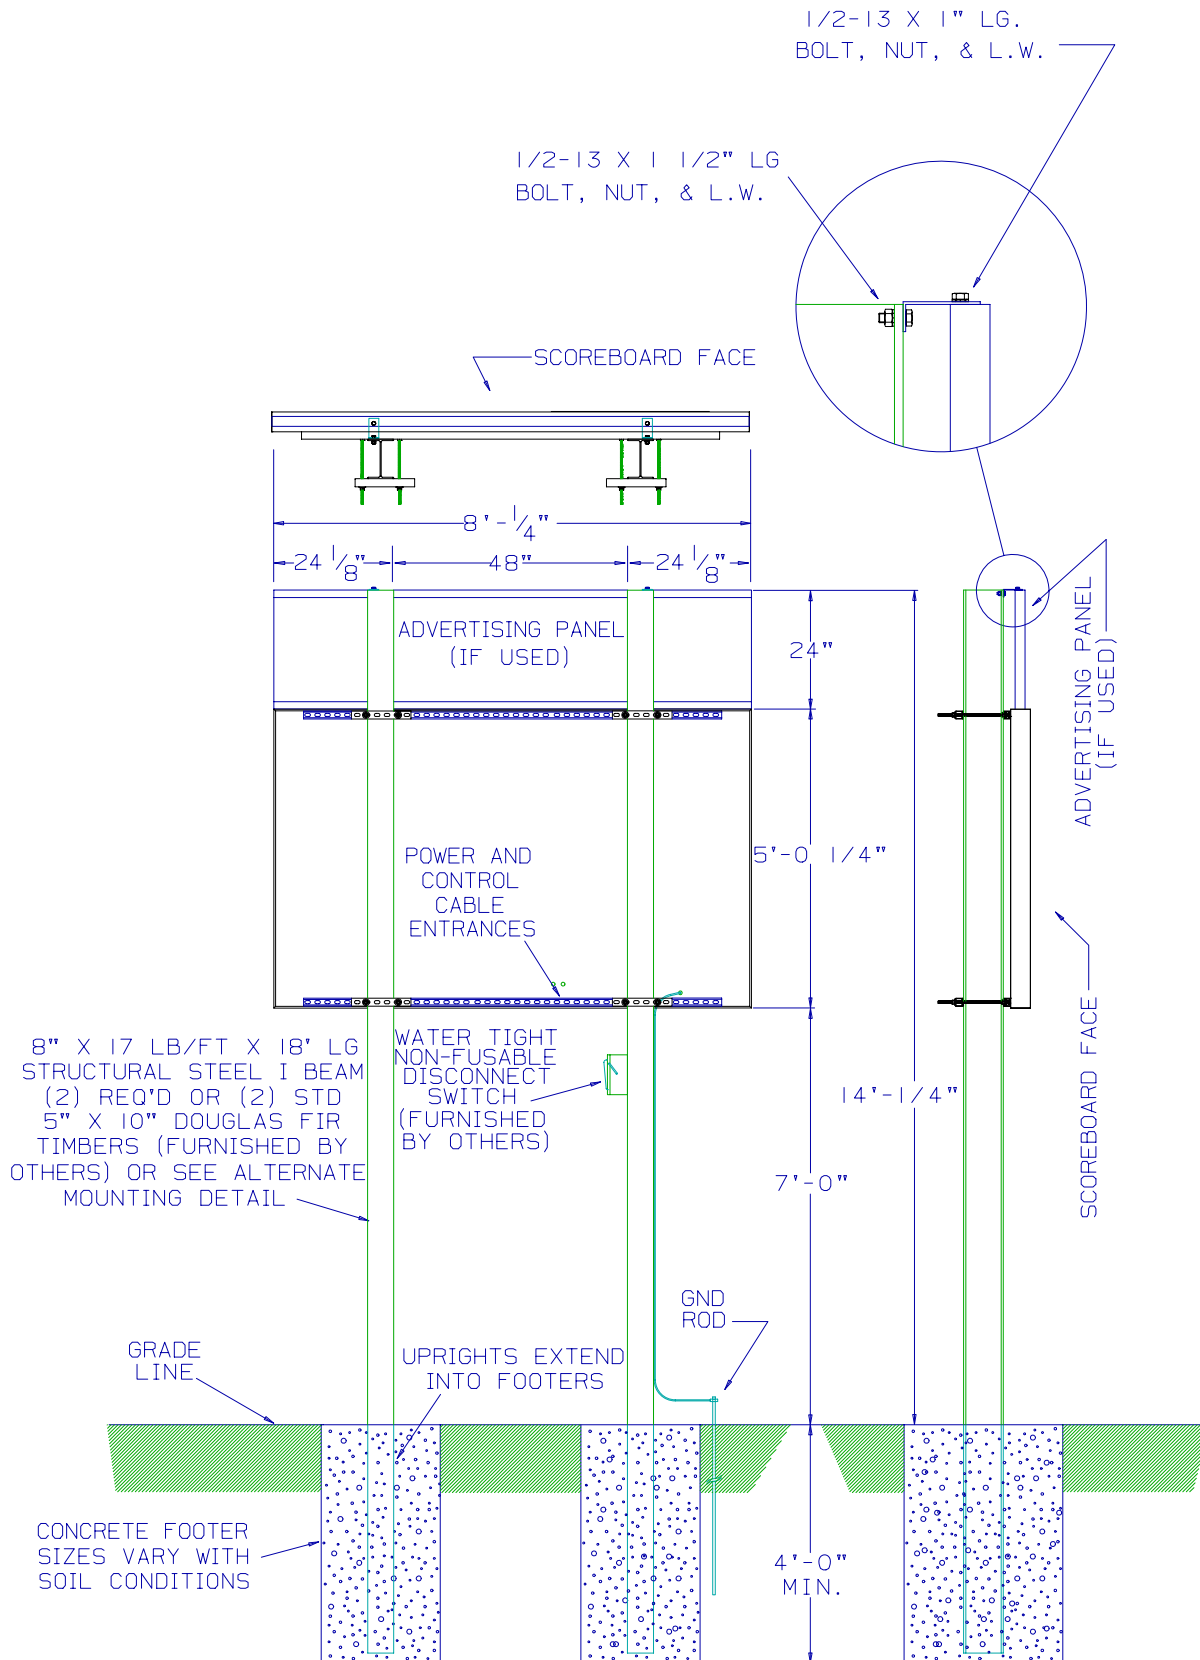 1/2-13 X 1" LG.
BOLT, NUT, & L.W.
1/2-13 X 1 1/2" LG
BOLT, NUT, & L.W.
SCOREBOARD FACE
8'-1/4"
24 1/8"
48"
24 1/8"
ADVERTISING PANEL
(IF USED)
24"
ADVERTISING PANEL
(IF USED)
POWER AND
CONTROL
CABLE
ENTRANCES
5'-0 1/4"
SCOREBOARD FACE
8" X 17 LB/FT X 18' LG
STRUCTURAL STEEL I BEAM
(2) REQ'D OR (2) STD
5" X 10" DOUGLAS FIR
TIMBERS (FURNISHED BY
OTHERS) OR SEE ALTERNATE
MOUNTING DETAIL
WATER TIGHT
NON-FUSABLE
DISCONNECT
SWITCH
(FURNISHED
BY OTHERS)
14'-1/4"
7'-0"
GND
ROD
GRADE
LINE
UPRIGHTS EXTEND
INTO FOOTERS
CONCRETE FOOTER
SIZES VARY WITH
SOIL CONDITIONS
4'-0"
MIN.